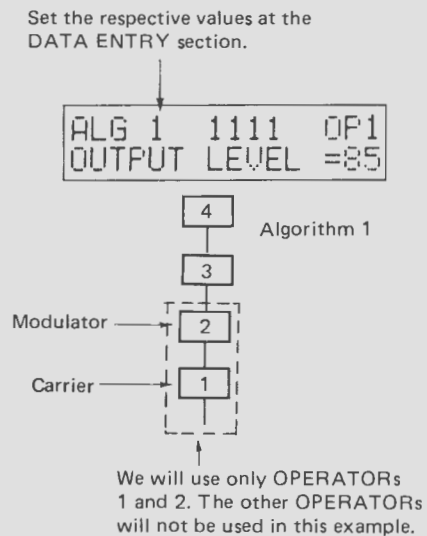 Set the respective values at the
DATA ENTRY section.
ALG 1 1111 OP1
OUTPUT LEVEL =85
4
Algorithm 1
3
Modulator
2
Carrier
1
We will use only OPERATORs
1 and 2. The other OPERATORs
will not be used in this example.